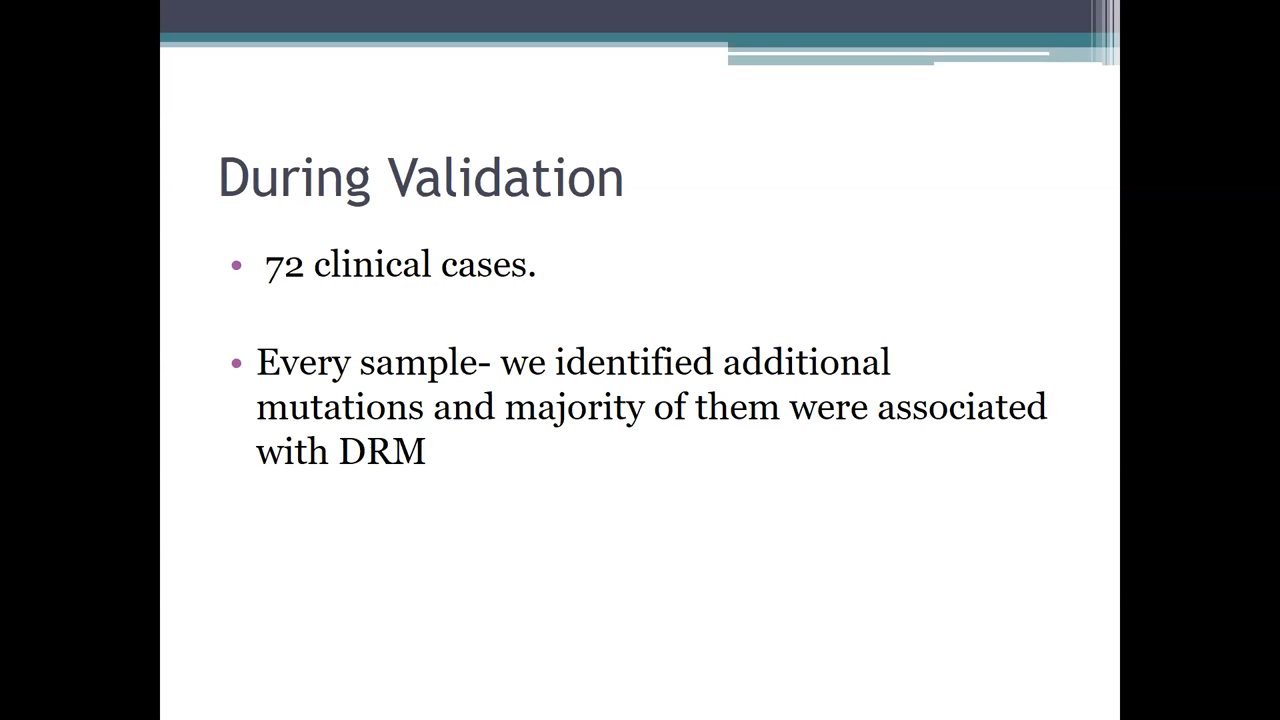 During Validation
• 72 clinical cases.
• Every sample- we identified additional
mutations and majority of them were associated
with DRM